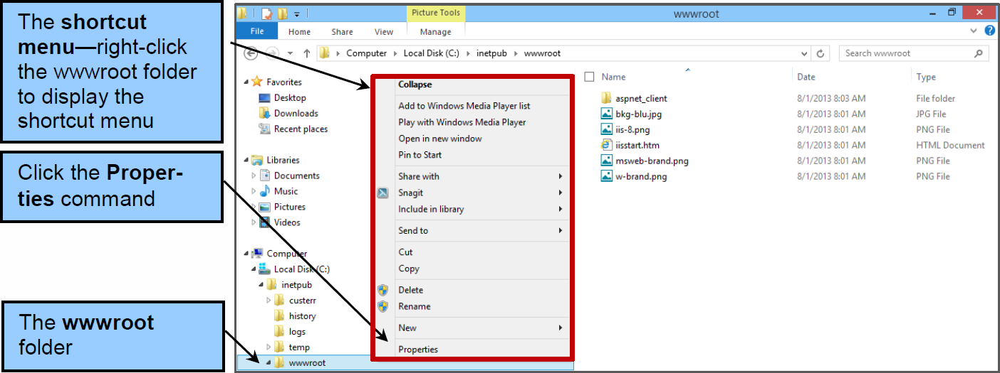 The shortcut
menu—right-click
the wwwroot folder
to display the
shortcut menu
Click the Proper-
ties command
The wwwroot
folder
Picture Tools
wwwroot
File
Home
Share
View
Manage
Computer
Local Disk (C:)
inetpub
wwwroot
Search wwwroot
Favorites
Desktop
Downloads
Recent places
Libraries
Documents
Music
Pictures
Videos
Computer
Local Disk (C:)
inetpub
custerr
history
logs
temp
wwwroot
Collapse
Add to Windows Media Player list
Play with Windows Media Player
Open in new window
Pin to Start
Share with
Snagit
Include in library
Send to
Cut
Copy
Delete
Rename
New
Properties
Name Date Type
aspnet_client 8/1/2013 8:03 AM File folder
bkg-blu.jpg 8/1/2013 8:01 AM JPG File
iis-8.png 8/1/2013 8:01 AM PNG File
iisstart.htm 8/1/2013 8:01 AM HTML Document
msweb-brand.png 8/1/2013 8:01 AM PNG File
w-brand.png 8/1/2013 8:01 AM PNG File